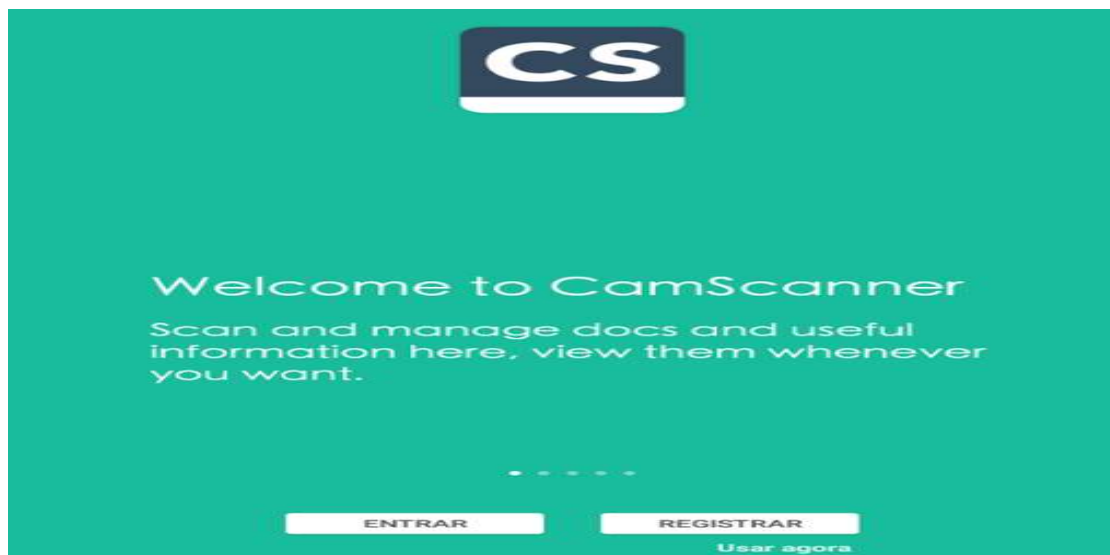 CS
Welcome to CamScanner
Scan and manage docs and useful
information here, view them whenever
you want.
ENTRAR
REGISTRAR
Usar agora